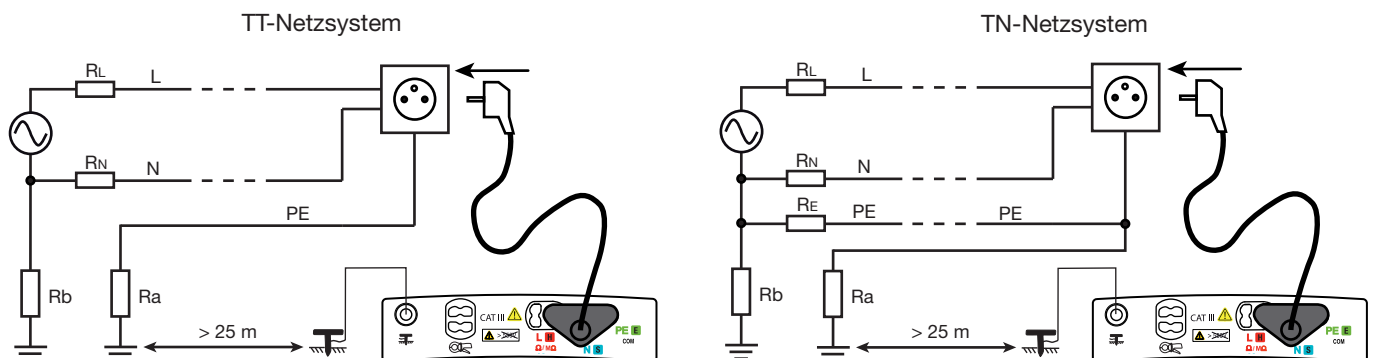 TT-Netzsystem
RL
L
RN
N
PE
Rb
Ra
> 25 m
CAT III
L H
Ω/MΩ
N S
PE E
COM
TN-Netzsystem
RL
L
RN
N
RE
PE
PE
Rb
Ra
> 25 m
CAT III
L H
Ω/MΩ
N S
PE E
COM